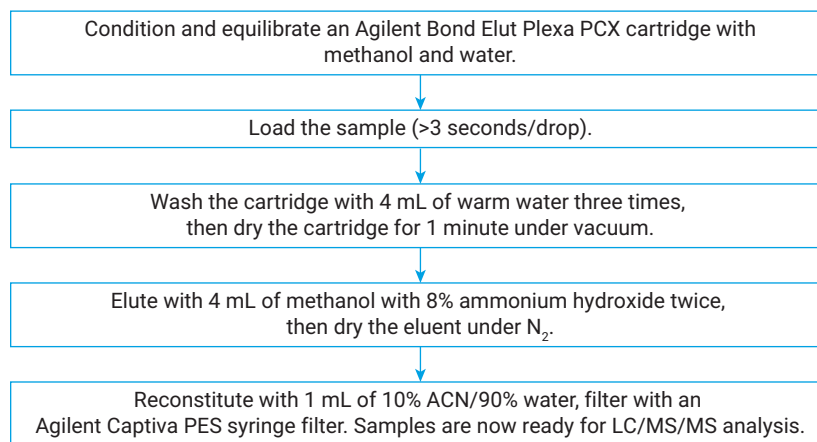 Condition and equilibrate an Agilent Bond Elut Plexa PCX cartridge with
methanol and water.
Load the sample (>3 seconds/drop).
Wash the cartridge with 4 mL of warm water three times,
then dry the cartridge for 1 minute under vacuum.
Elute with 4 mL of methanol with 8% ammonium hydroxide twice,
then dry the eluent under N₂.
Reconstitute with 1 mL of 10% ACN/90% water, filter with an
Agilent Captiva PES syringe filter. Samples are now ready for LC/MS/MS analysis.